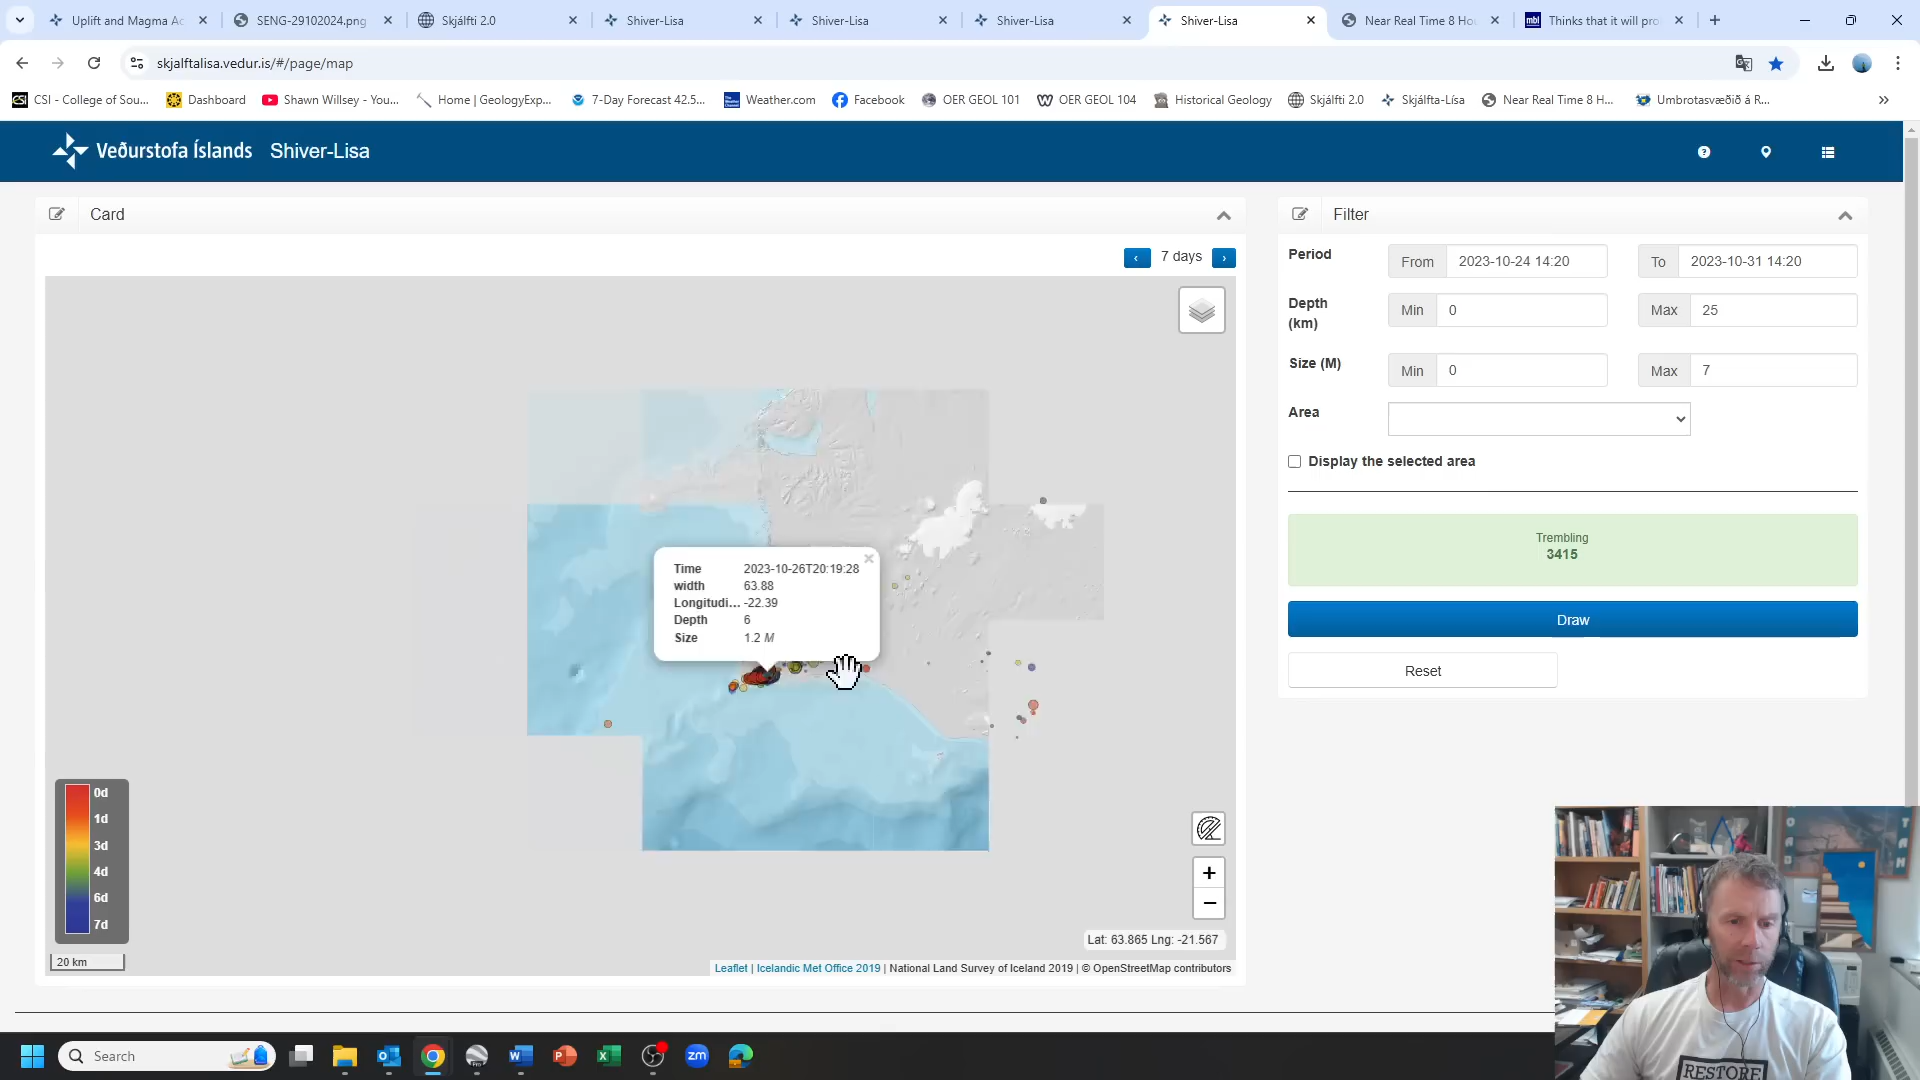 Uplift and Magma Ac
SENG-29102024.png
Skjálfti 2.0
Shiver-Lisa
Shiver-Lisa
Shiver-Lisa
Shiver-Lisa
Near Real Time 8 Hou
mbl
Thinks that it will pro
skjalftalisa.vedur.is/#/page/map
CSI
CSI - College of Sou...
Dashboard
Shawn Willsey - You...
Home | GeologyExp...
7-Day Forecast 42.5...
Weather.com
Facebook
OER GEOL 101
OER GEOL 104
Historical Geology
Skjálfti 2.0
Skjálfta-Lísa
Near Real Time 8 H...
Umbrotasvæðið á R...
Veðurstofa Íslands
Shiver-Lisa
Card
7 days
Time 2023-10-26T20:19:28
width 63.88
Longitudi... -22.39
Depth 6
Size 1.2 M
0d
1d
3d
4d
6d
7d
20 km
+
−
Lat: 63.865 Lng: -21.567
Leaflet | Icelandic Met Office 2019 | National Land Survey of Iceland 2019 | © OpenStreetMap contributors
Filter
Period From 2023-10-24 14:20 To 2023-10-31 14:20
Depth Min 0 Max 25
(km)
Size (M) Min 0 Max 7
Area
Display the selected area
Trembling
3415
Draw
Reset
Search
zm
RESTORE